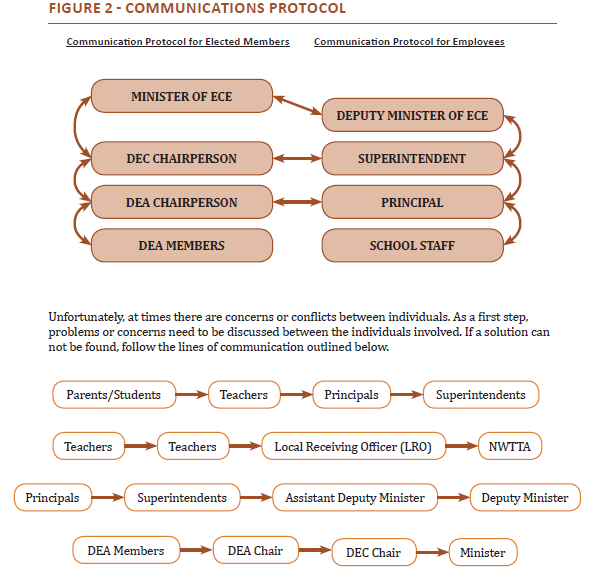 FIGURE 2 - COMMUNICATIONS PROTOCOL
Communication Protocol for Elected Members Communication Protocol for Employees
MINISTER OF ECE
DEPUTY MINISTER OF ECE
DEC CHAIRPERSON SUPERINTENDENT
DEA CHAIRPERSON PRINCIPAL
DEA MEMBERS SCHOOL STAFF
Unfortunately, at times there are concerns or conflicts between individuals. As a first step,
problems or concerns need to be discussed between the individuals involved. If a solution can
not be found, follow the lines of communication outlined below.
Parents/Students Teachers Principals Superintendents
Teachers Teachers Local Receiving Officer (LRO) NWTTA
Principals Superintendents Assistant Deputy Minister Deputy Minister
DEA Members DEA Chair DEC Chair Minister